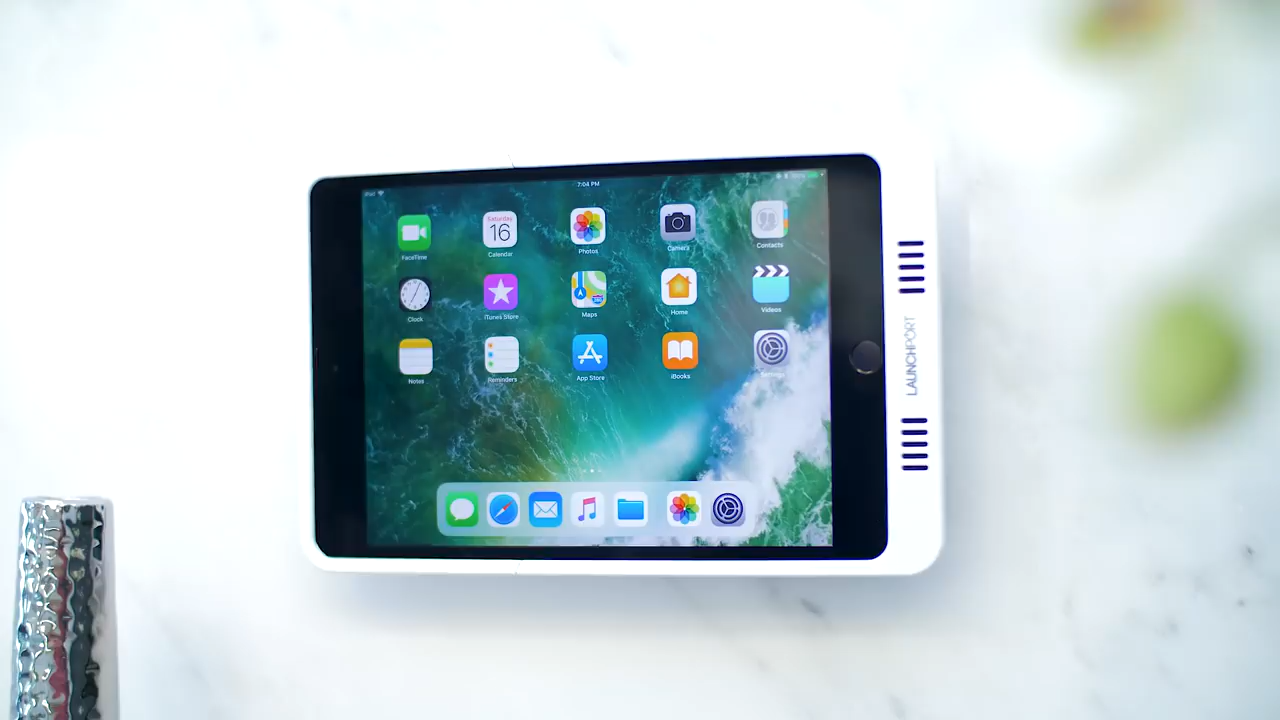 iPad
7:04 PM
Saturday
16
FaceTime
Calendar
Photos
Camera
Contacts
Clock
iTunes Store
Maps
Home
Videos
Notes
Reminders
App Store
iBooks
LAUNCHPORT